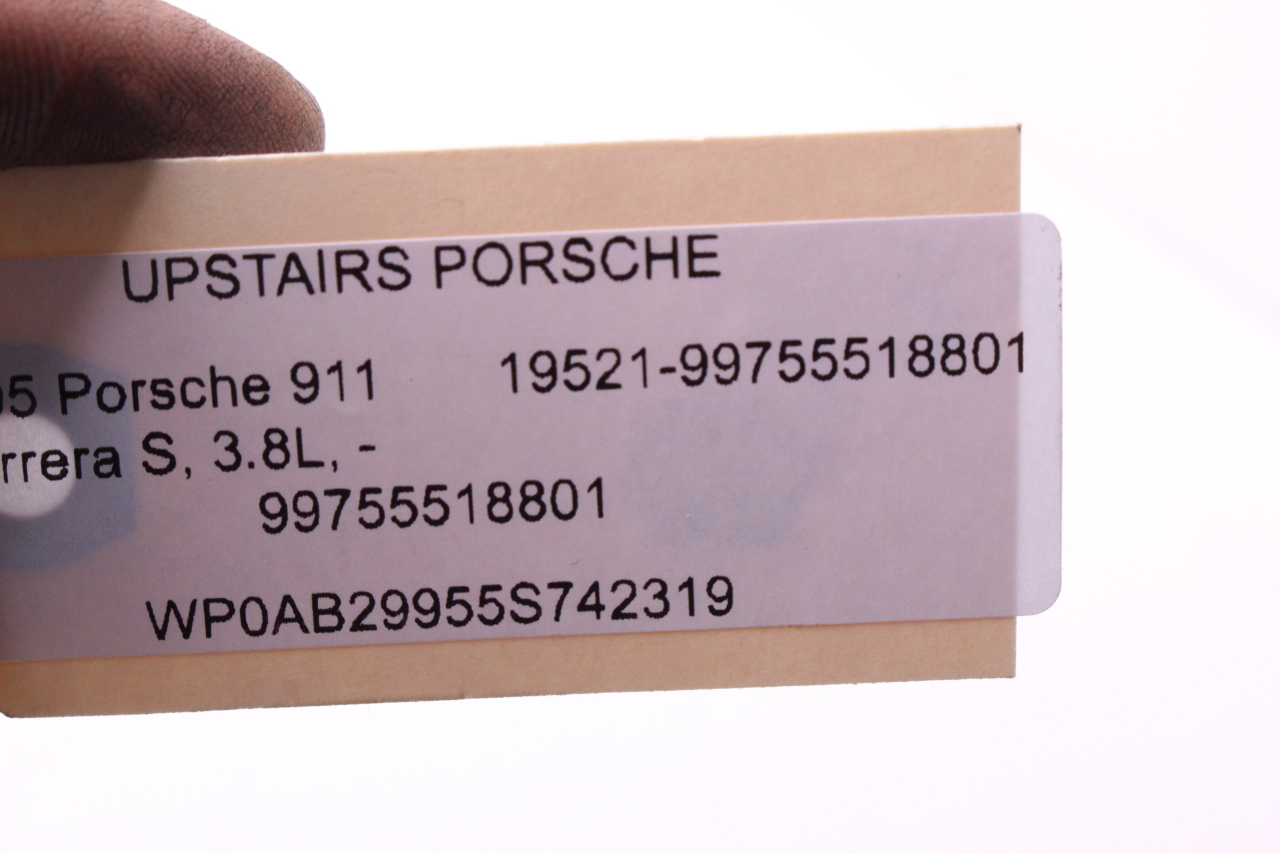 UPSTAIRS PORSCHE
05 Porsche 911 19521-99755518801
rrera S, 3.8L, -
99755518801
WP0AB29955S742319